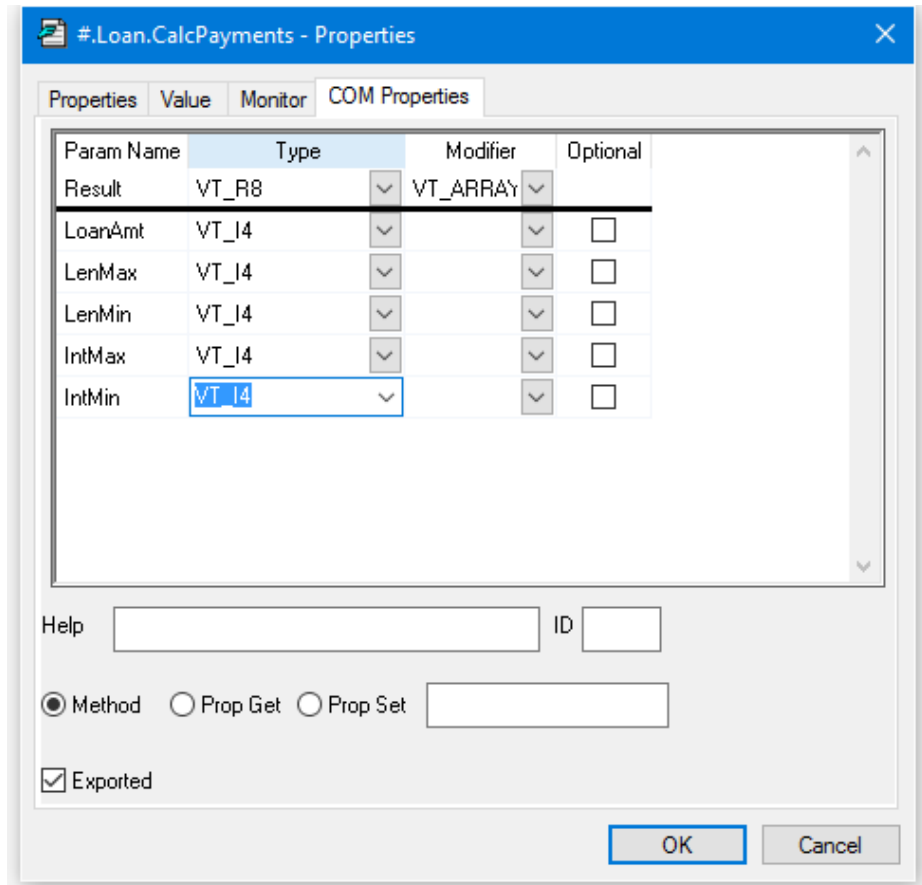 #.Loan.CalcPayments - Properties
Properties Value Monitor COM Properties
Param Name Type Modifier Optional
Result VT_R8 VT_ARRAY
LoanAmt VT_I4
LenMax VT_I4
LenMin VT_I4
IntMax VT_I4
IntMin VT_I4
Help ID
Method Prop Get Prop Set
Exported
OK Cancel